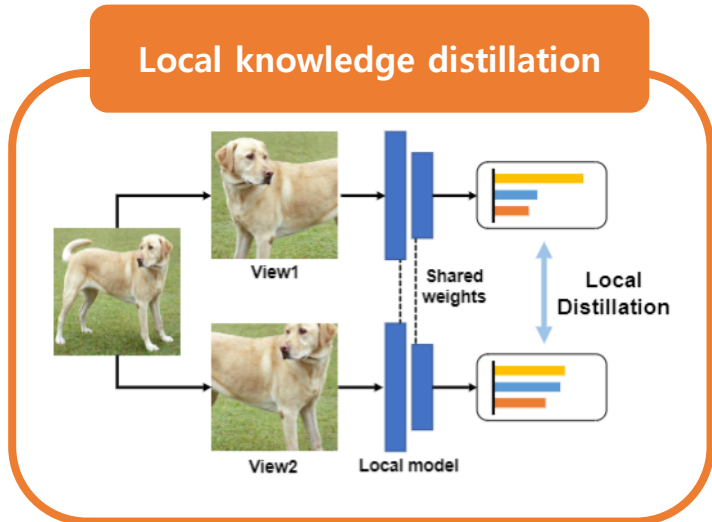 Local knowledge distillation
View1
Shared
weights
Local
Distillation
View2
Local model